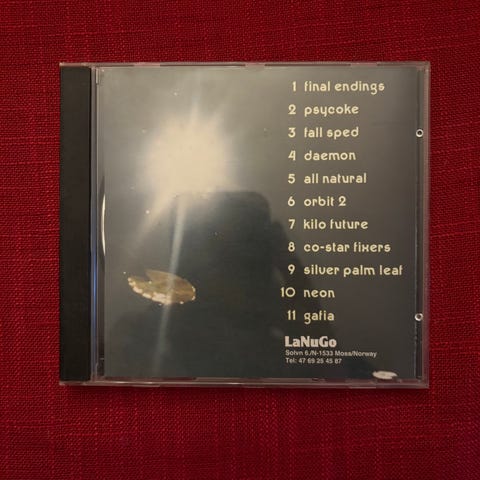 1 final endings
2 psycoke
3 fall sped
4 daemon
5 all natural
6 orbit 2
7 kilo future
8 co-star fixers
9 silver palm leaf
10 neon
11 gafia
LaNuGo
Solvn 6./N-1533 Moss/Norway
Tel: 47 69 25 45 87